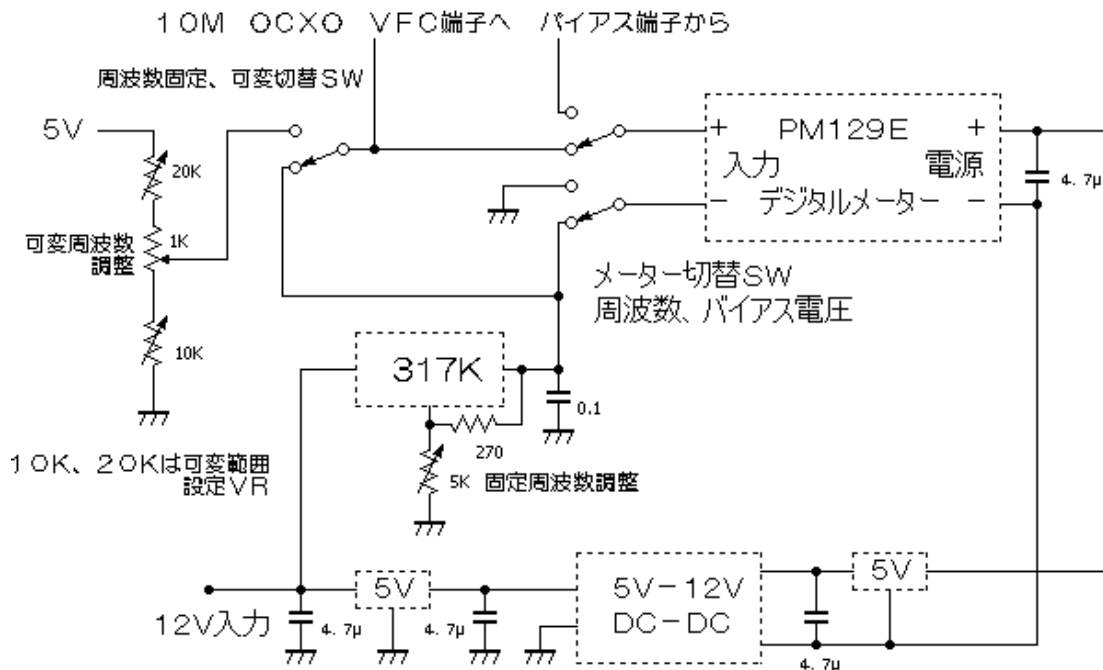 10M OCXO VFC端子へ バイアス端子から
周波数固定、可変切替SW
5V
20K
1K
可変周波数
調整
10K
10K、20Kは可変範囲
設定VR
+ PM129E +
入力 電源
- デジタルメーター -
4.7μ
メーター切替SW
周波数、バイアス電圧
317K
0.1
270
5K 固定周波数調整
12V入力
4.7μ
5V
4.7μ
5V-12V
DC-DC
5V
4.7μ